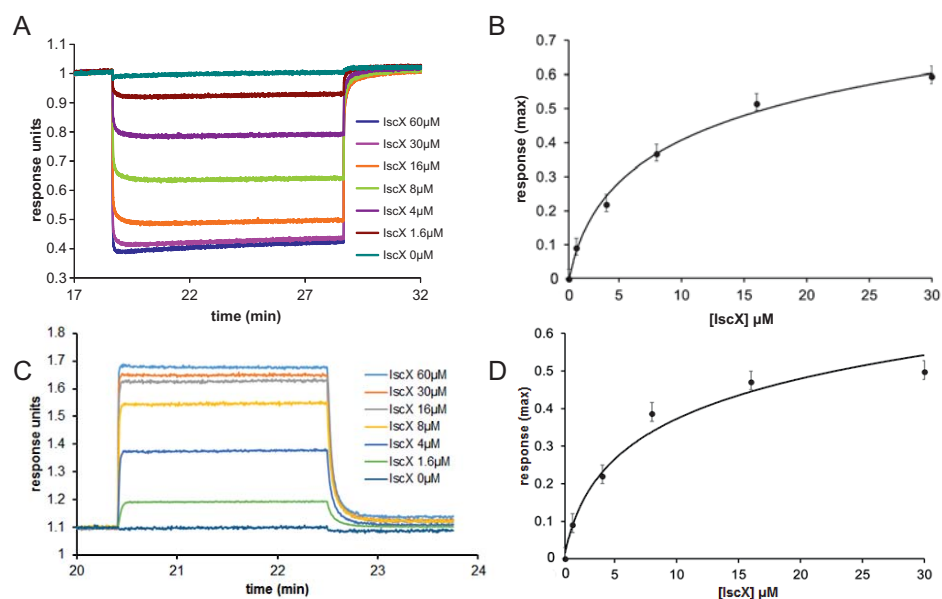 A
response units
1.1
1
0.9
0.8
0.7
0.6
0.5
0.4
0.3
17
22
27
32
time (min)
IscX 60µM
IscX 30µM
IscX 16µM
IscX 8µM
IscX 4µM
IscX 1.6µM
IscX 0µM
B
response (max)
0.7
0.6
0.5
0.4
0.3
0.2
0.1
0
0
5
10
15
20
25
30
[IscX] µM
C
response units
1.8
1.7
1.6
1.5
1.4
1.3
1.2
1.1
1
20
21
22
23
24
time (min)
IscX 60µM
IscX 30µM
IscX 16µM
IscX 8µM
IscX 4µM
IscX 1.6µM
IscX 0µM
D
response (max)
0.6
0.5
0.4
0.3
0.2
0.1
0
0
5
10
15
20
25
30
[IscX] µM